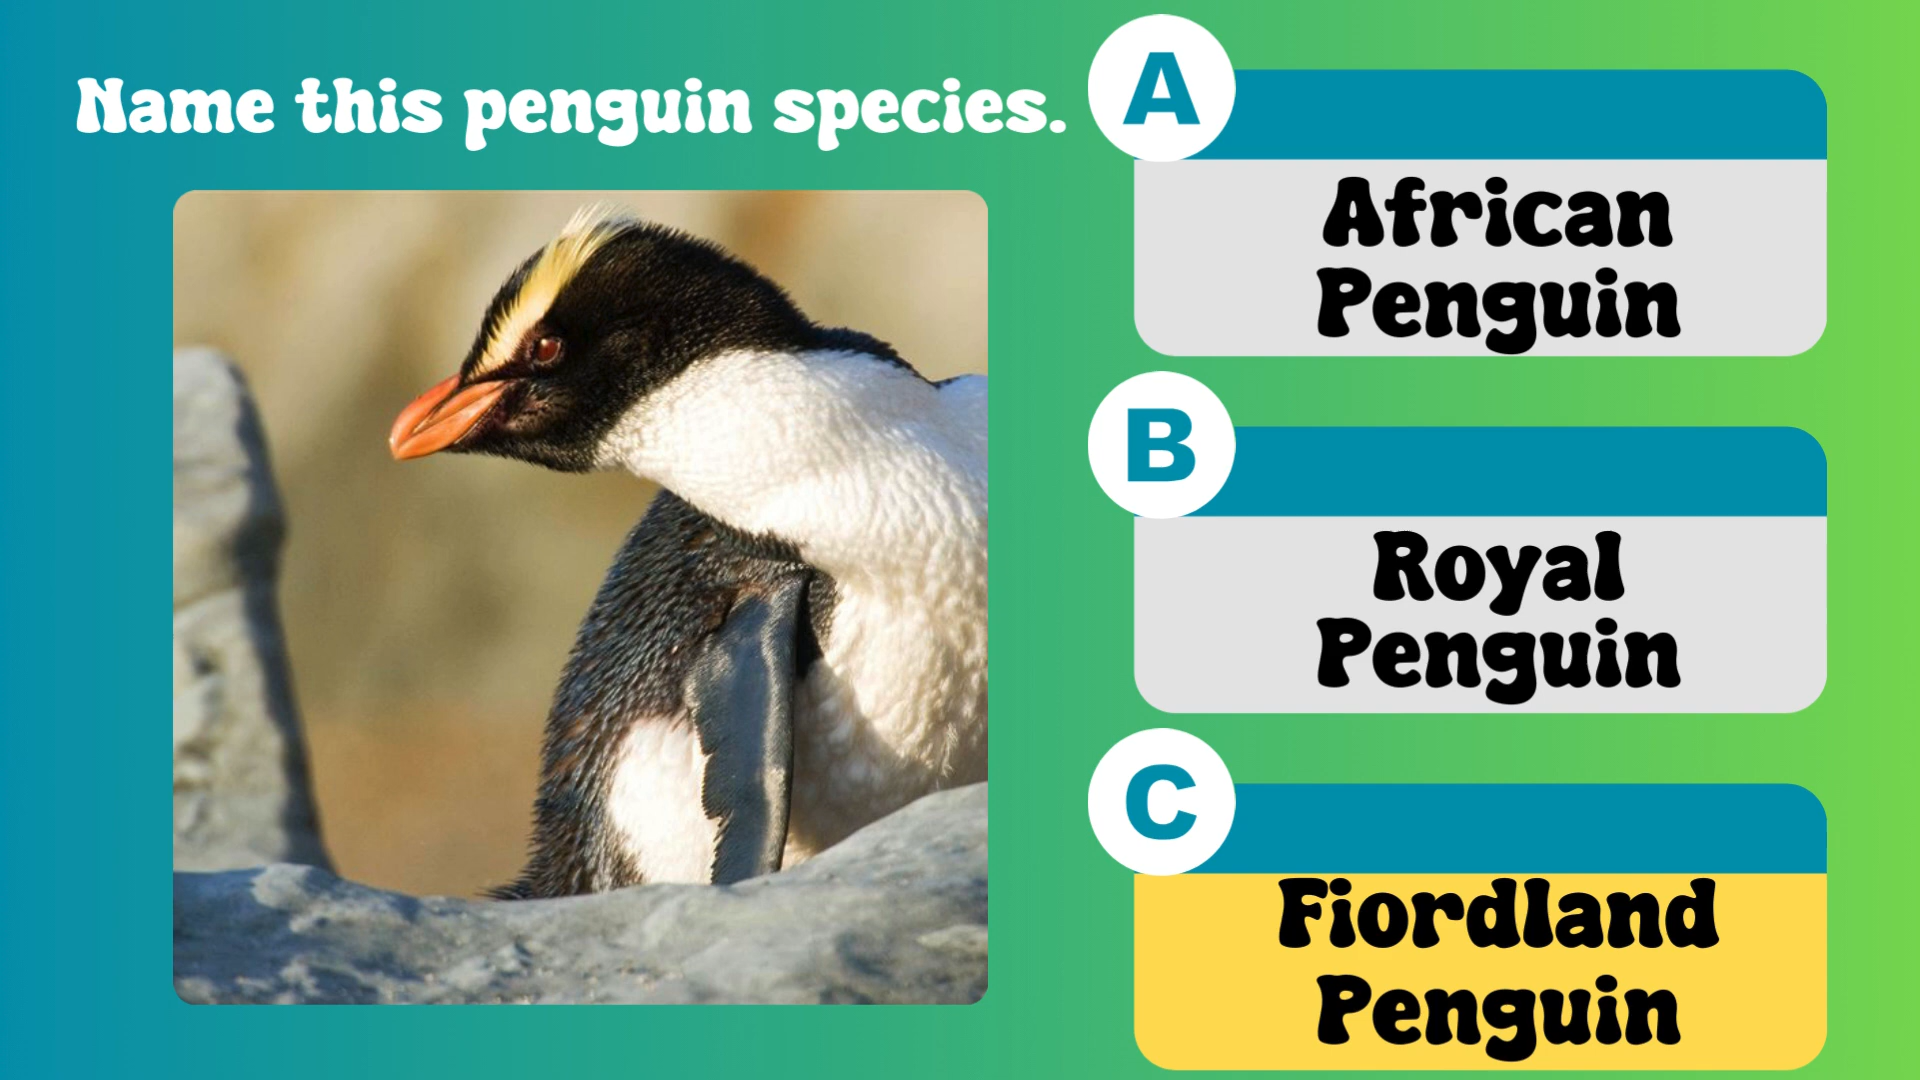 Name this penguin species.
A
African
Penguin
B
Royal
Penguin
C
Fiordland
Penguin